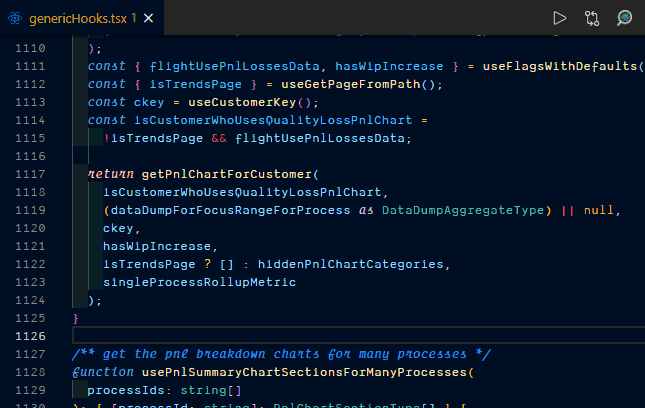 genericHooks.tsx 1
1110 );
1111 const { flightUsePnlLossesData, hasWipIncrease } = useFlagsWithDefaults(
1112 const { isTrendsPage } = useGetPageFromPath();
1113 const ckey = useCustomerKey();
1114 const isCustomerWhoUsesQualityLossPnlChart =
1115 !isTrendsPage && flightUsePnlLossesData;
1116
1117 return getPnlChartForCustomer(
1118 isCustomerWhoUsesQualityLossPnlChart,
1119 (dataDumpForFocusRangeForProcess as DataDumpAggregateType) || null,
1120 ckey,
1121 hasWipIncrease,
1122 isTrendsPage ? [] : hiddenPnlChartCategories,
1123 singleProcessRollupMetric
1124 );
1125 }
1126
1127 /** get the pnl breakdown charts for many processes */
1128 function usePnlSummaryChartSectionsForManyProcesses(
1129 processIds: string[]
1130 ): { [processId: string]: PnlChartSectionType[] } {